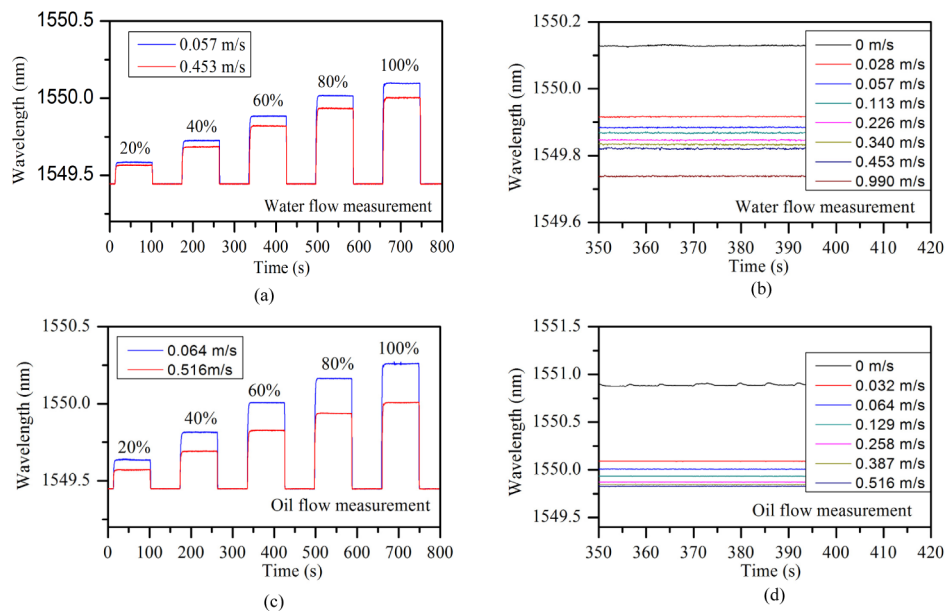 1550.5
1550.0
1549.5
Wavelength (nm)
0.057 m/s
0.453 m/s
20%
40%
60%
80%
100%
Water flow measurement
0 100 200 300 400 500 600 700 800
Time (s)
(a)
1550.2
1550.0
1549.8
1549.6
Wavelength (nm)
0 m/s
0.028 m/s
0.057 m/s
0.113 m/s
0.226 m/s
0.340 m/s
0.453 m/s
0.990 m/s
Water flow measurement
350 360 370 380 390 400 410 420
Time (s)
(b)
1550.5
1550.0
1549.5
Wavelength (nm)
0.064 m/s
0.516m/s
20%
40%
60%
80%
100%
Oil flow measurement
0 100 200 300 400 500 600 700 800
Time (s)
(c)
1551.5
1551.0
1550.5
1550.0
1549.5
Wavelength (nm)
0 m/s
0.032 m/s
0.064 m/s
0.129 m/s
0.258 m/s
0.387 m/s
0.516 m/s
Oil flow measurement
350 360 370 380 390 400 410 420
Time (s)
(d)